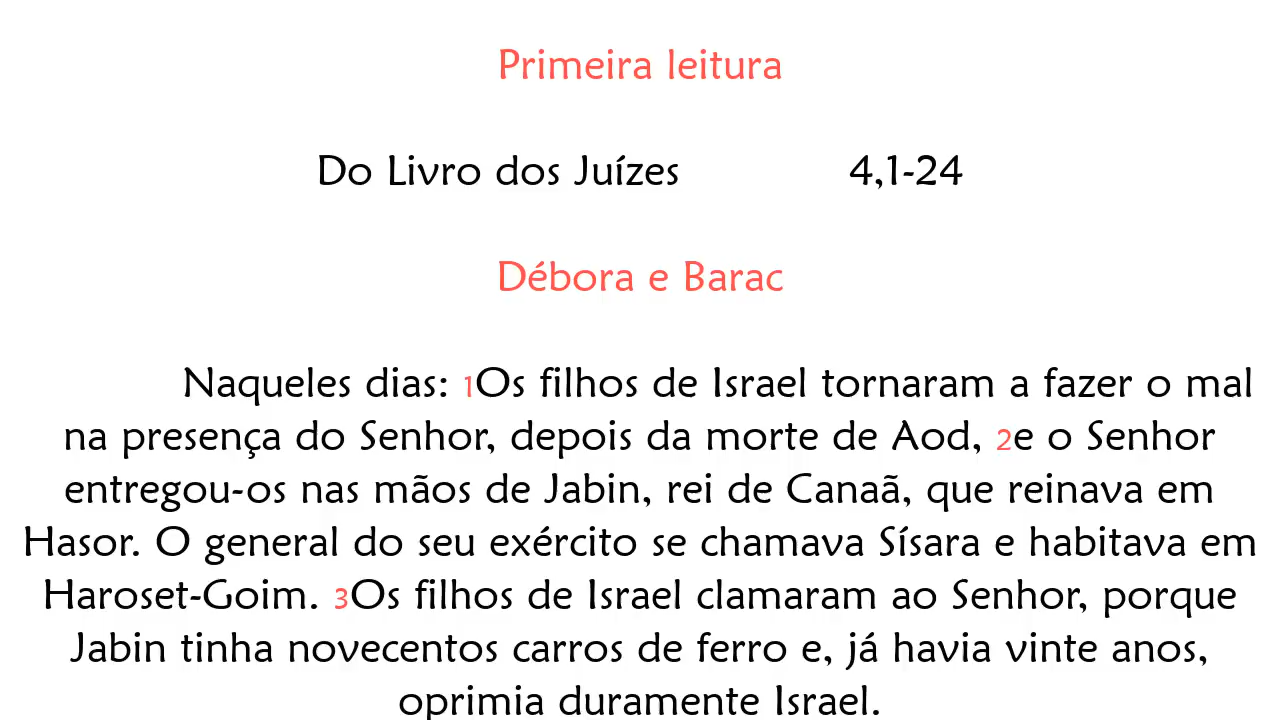 Primeira leitura
Do Livro dos Juízes 4,1-24
Débora e Barac
Naqueles dias: 1Os filhos de Israel tornaram a fazer o mal
na presença do Senhor, depois da morte de Aod, 2e o Senhor
entregou-os nas mãos de Jabin, rei de Canaã, que reinava em
Hasor. O general do seu exército se chamava Sísara e habitava em
Haroset-Goim. 3Os filhos de Israel clamaram ao Senhor, porque
Jabin tinha novecentos carros de ferro e, já havia vinte anos,
oprimia duramente Israel.